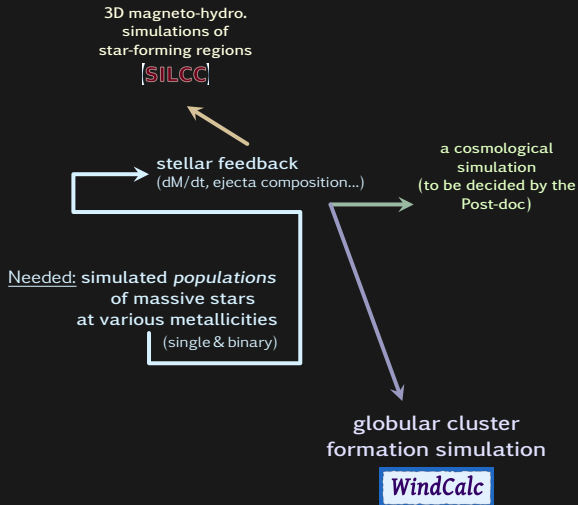 3D magneto-hydro.
simulations of
star-forming regions
[SILCC]
stellar feedback
(dM/dt, ejecta composition...)
a cosmological
simulation
(to be decided by the
Post-doc)
Needed: simulated populations
of massive stars
at various metallicities
(single & binary)
globular cluster
formation simulation
WindCalc